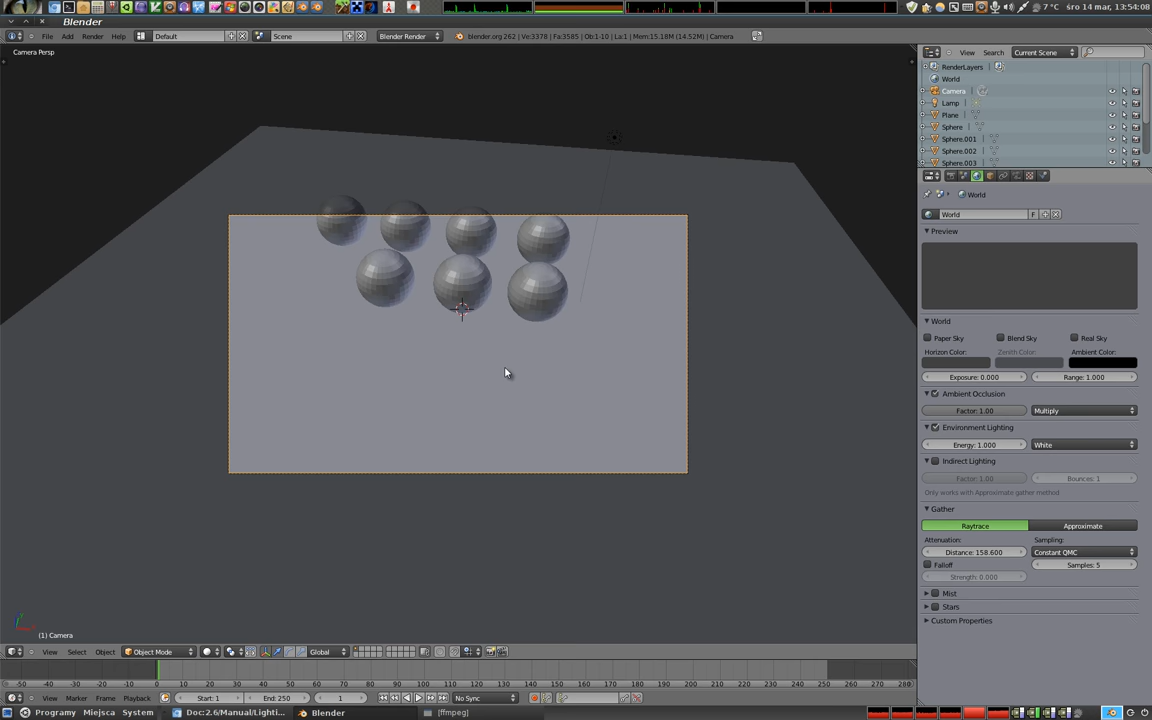 7 °C śro 14 mar, 13:54:08
Blender
File Add Render Help Default Scene Blender Render blender.org 262 | Ve:3378 | Fa:3585 | Ob:1-10 | La:1 | Mem:15.18M (14.52M) | Camera
Camera Persp
View Search Current Scene
RenderLayers
World
Camera
Lamp
Plane
Sphere
Sphere.001
Sphere.002
Sphere.003
World
World F
Preview
World
Paper Sky Blend Sky Real Sky
Horizon Color: Zenith Color: Ambient Color:
Exposure: 0.000 Range: 1.000
Ambient Occlusion
Factor: 1.00 Multiply
Environment Lighting
Energy: 1.000 White
Indirect Lighting
Factor: 1.00 Bounces: 1
Only works with Approximate gather method
Gather
Raytrace Approximate
Attenuation: Sampling:
Distance: 158.600 Constant QMC
Falloff Samples: 5
Strength: 0.000
Mist
Stars
Custom Properties
(1) Camera
View Select Object Object Mode Global
-50 -40 -30 -20 -10 0 10 20 30 40 50 60 70 80 90 100 110 120 130 140 150 160 170 180 190 200 210 220 230 240 250 260 270 280
View Marker Frame Playback Start: 1 End: 250 1 No Sync
Programy Miejsca System Doc:2.6/Manual/Lighti... Blender [ffmpeg]